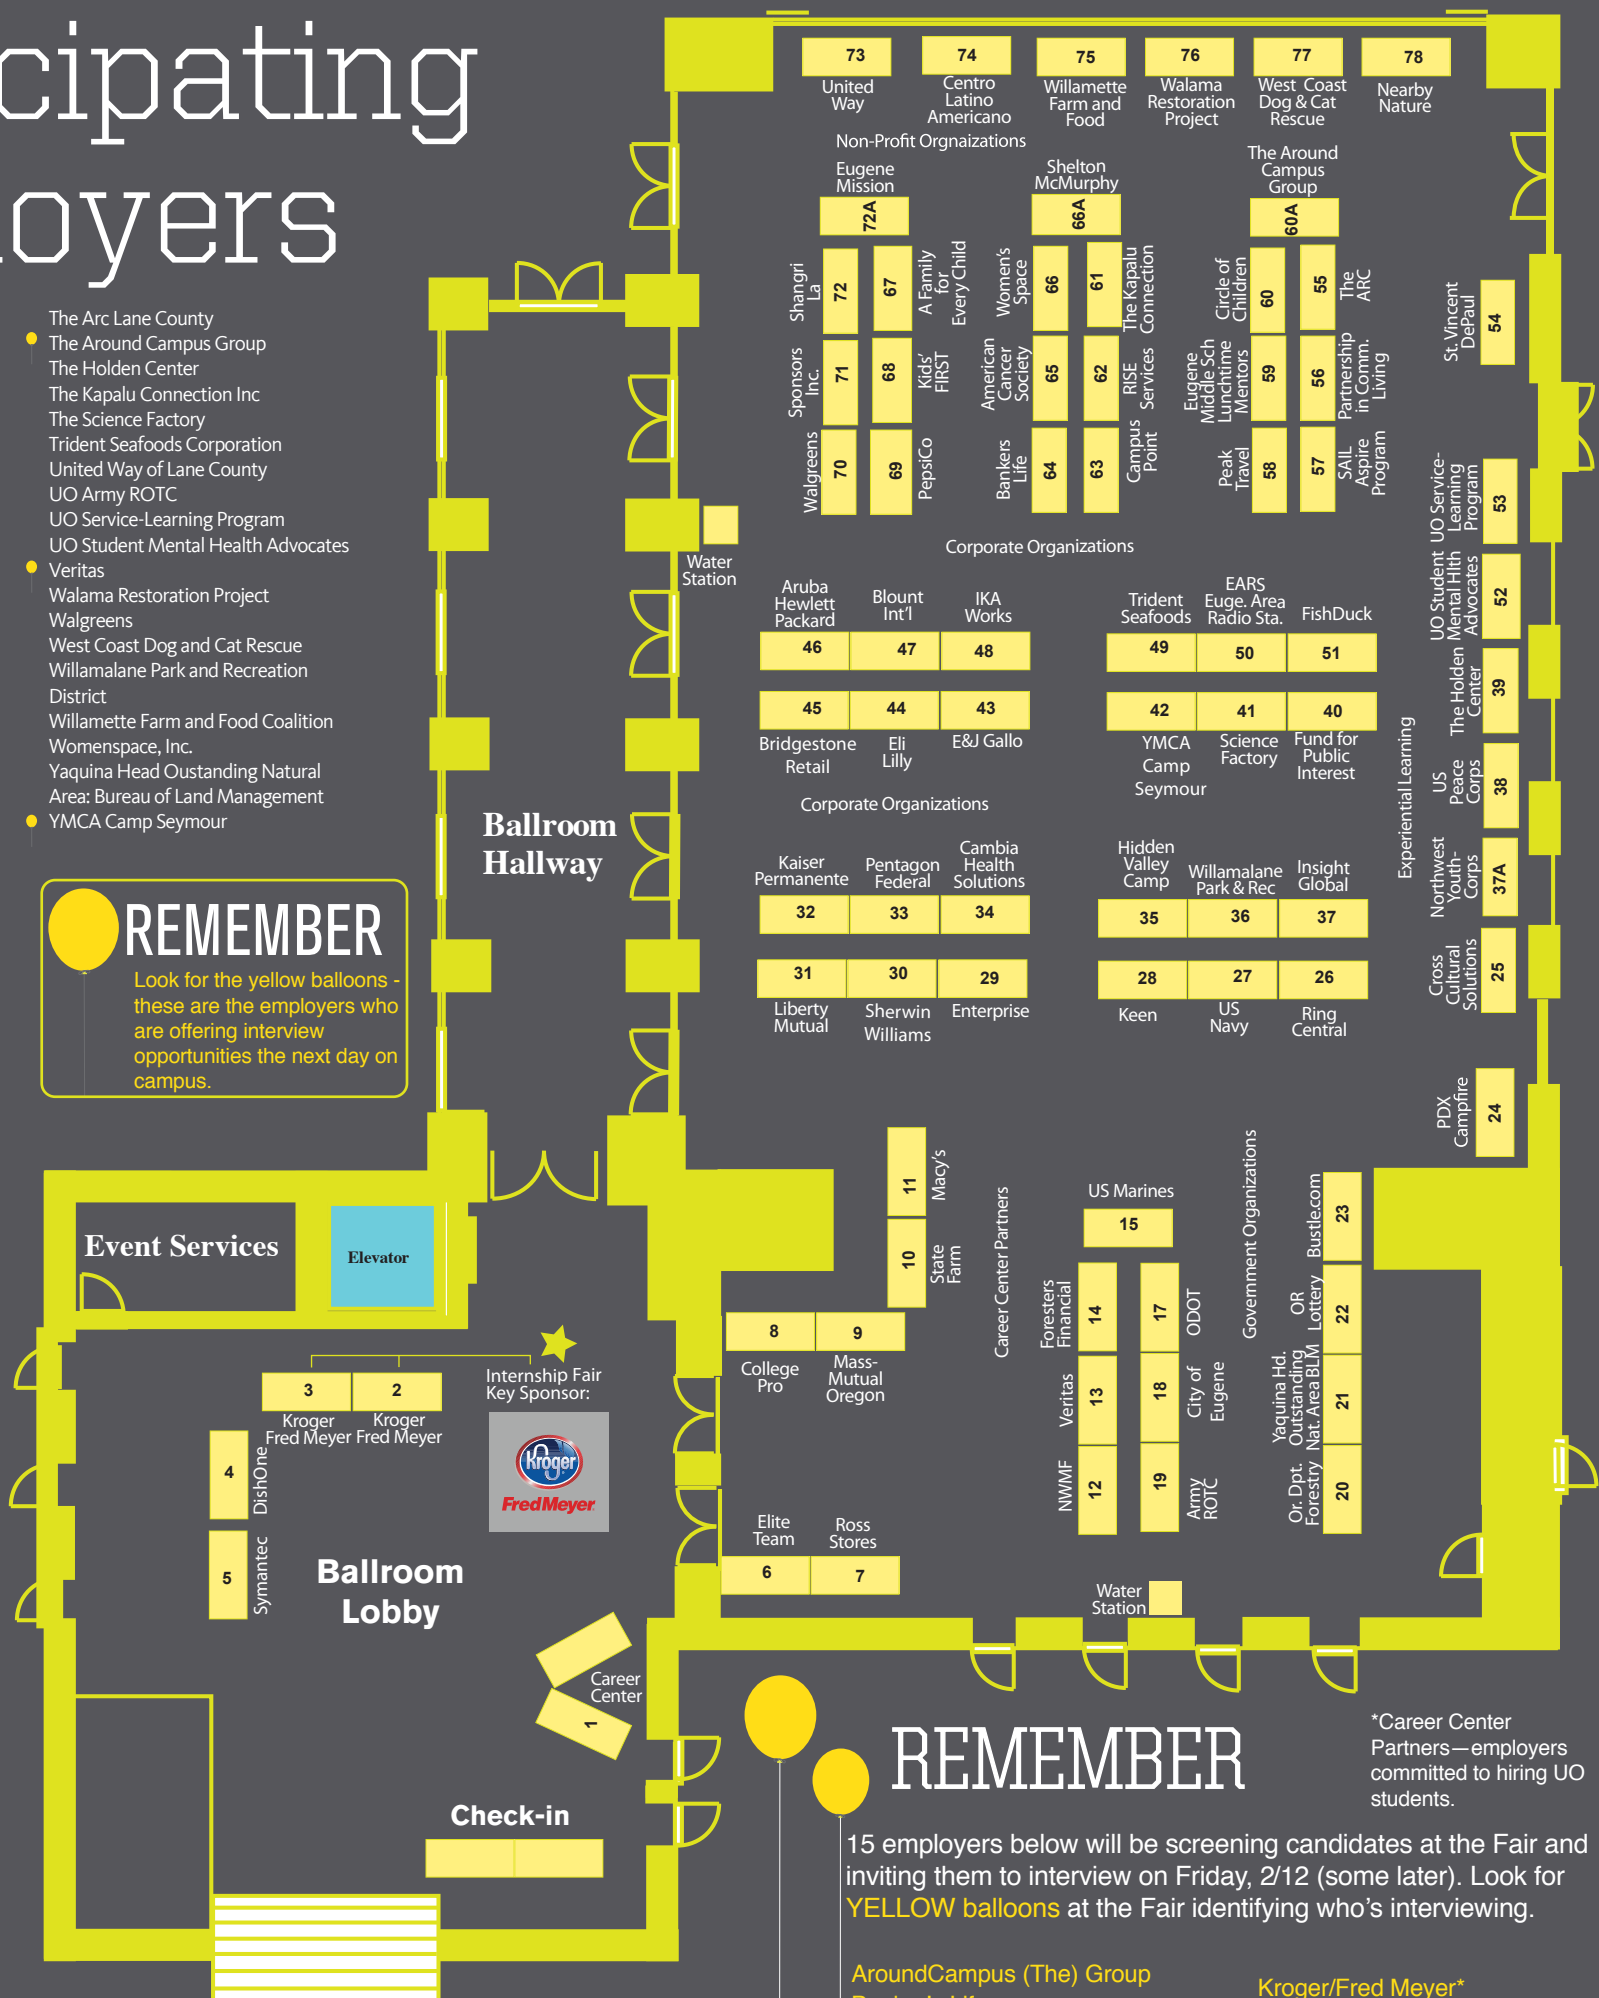 cipating
oyers
The Arc Lane County
The Around Campus Group
The Holden Center
The Kapalu Connection Inc
The Science Factory
Trident Seafoods Corporation
United Way of Lane County
UO Army ROTC
UO Service-Learning Program
UO Student Mental Health Advocates
Veritas
Walama Restoration Project
Walgreens
West Coast Dog and Cat Rescue
Willamalane Park and Recreation
District
Willamette Farm and Food Coalition
Womenspace, Inc.
Yaquina Head Oustanding Natural
Area: Bureau of Land Management
YMCA Camp Seymour
REMEMBER
Look for the yellow balloons -
these are the employers who
are offering interview
opportunities the next day on
campus.
73
United
Way
74
Centro
Latino
Americano
75
Willamette
Farm and
Food
76
Walama
Restoration
Project
77
West Coast
Dog & Cat
Rescue
78
Nearby
Nature
Non-Profit Orgnaizations
Eugene
Mission
72A
Shelton
McMurphy
66A
The Around
Campus
Group
60A
Shangri
La
72
67
A Family
for
Every Child
Women's
Space
66
61
The Kapalu
Connection
Circle of
Children
60
55
The
ARC
St. Vincent
DePaul
54
Sponsors
Inc.
71
68
Kids'
FIRST
American
Cancer
Society
65
62
RISE
Services
Eugene
Middle Sch
Lunchtime
Mentors
59
56
Partnership
in Comm.
Living
Walgreens
70
69
PepsiCo
Bankers
Life
64
63
Campus
Point
Peak
Travel
58
57
SAIL
Aspire
Program
UO Service-
Learning
Program
53
Water
Station
Corporate Organizations
Aruba
Hewlett
Packard
46
Blount
Int'l
47
IKA
Works
48
Trident
Seafoods
49
EARS
Euge. Area
Radio Sta.
50
FishDuck
51
UO Student
Mental Hlth
Advocates
52
45
Bridgestone
Retail
44
Eli
Lilly
43
E&J Gallo
42
YMCA
Camp
Seymour
41
Science
Factory
40
Fund for
Public
Interest
The Holden
Center
39
Experiential Learning
US
Peace
Corps
38
Corporate Organizations
Ballroom
Hallway
Kaiser
Permanente
32
Pentagon
Federal
33
Cambia
Health
Solutions
34
Hidden
Valley
Camp
35
Willamalane
Park & Rec
36
Insight
Global
37
Northwest
Youth-
Corps
37A
31
Liberty
Mutual
30
Sherwin
Williams
29
Enterprise
28
Keen
27
US
Navy
26
Ring
Central
Cross
Cultural
Solutions
25
PDX
Campfire
24
11
Macy's
10
State
Farm
Career Center Partners
US Marines
15
Government Organizations
Bustle.com
23
Event Services
Elevator
8
College
Pro
9
Mass-
Mutual
Oregon
Foresters
Financial
14
17
ODOT
OR
Lottery
22
Veritas
13
18
City of
Eugene
Yaquina Hd.
Outstanding
Nat. Area BLM
21
NWMF
12
19
Army
ROTC
Or. Dpt.
Forestry
20
Internship Fair
Key Sponsor:
Kroger
FredMeyer
3
Kroger
Fred Meyer
2
Kroger
Fred Meyer
4
DishOne
5
Symantec
Ballroom
Lobby
Elite
Team
6
Ross
Stores
7
Water
Station
Career
Center
1
Check-in
REMEMBER
*Career Center
Partners—employers
committed to hiring UO
students.
15 employers below will be screening candidates at the Fair and
inviting them to interview on Friday, 2/12 (some later). Look for
YELLOW balloons at the Fair identifying who's interviewing.
AroundCampus (The) Group
Kroger/Fred Meyer*